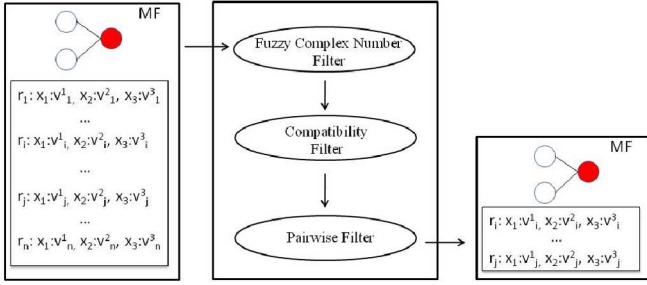 MF
r₁: x₁:v¹₁, x₂:v²₁, x₃:v³₁
...
rᵢ: x₁:v¹ᵢ, x₂:v²ᵢ, x₃:v³ᵢ
...
rⱼ: x₁:v¹ⱼ, x₂:v²ⱼ, x₃:v³ⱼ
...
rₙ: x₁:v¹ₙ, x₂:v²ₙ, x₃:v³ₙ
Fuzzy Complex Number
Filter
Compatibility
Filter
Pairwise Filter
MF
rᵢ: x₁:v¹ᵢ, x₂:v²ᵢ, x₃:v³ᵢ
...
rⱼ: x₁:v¹ⱼ, x₂:v²ⱼ, x₃:v³ⱼ